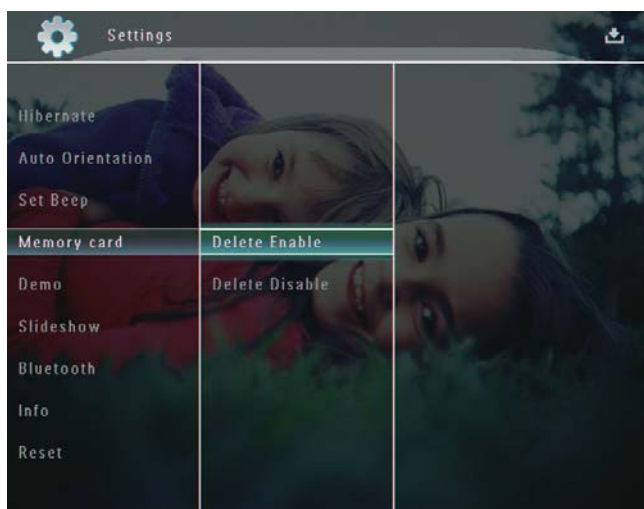 Settings
Hibernate
Auto Orientation
Set Beep
Memory card
Delete Enable
Demo
Delete Disable
Slideshow
Bluetooth
Info
Reset